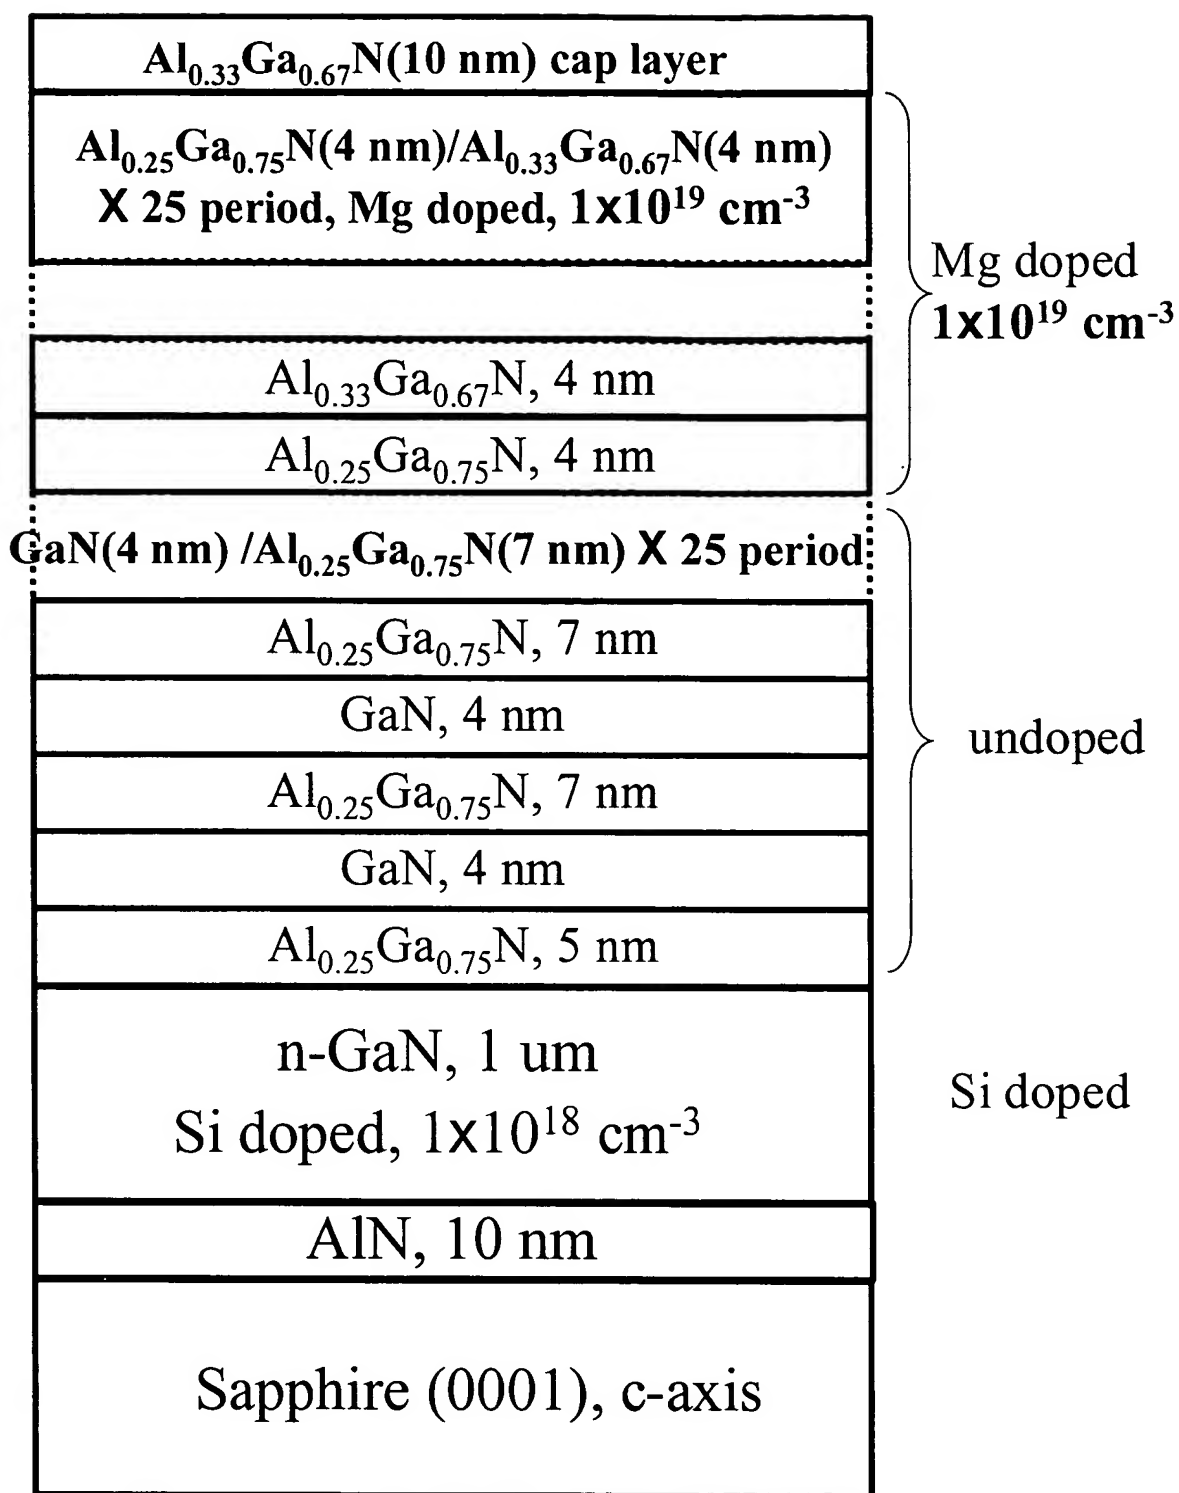 Al₀.₃₃Ga₀.₆₇N(10 nm) cap layer
Al₀.₂₅Ga₀.₇₅N(4 nm)/Al₀.₃₃Ga₀.₆₇N(4 nm)
X 25 period, Mg doped, 1x10¹⁹ cm⁻³
Mg doped
1x10¹⁹ cm⁻³
Al₀.₃₃Ga₀.₆₇N, 4 nm
Al₀.₂₅Ga₀.₇₅N, 4 nm
GaN(4 nm) /Al₀.₂₅Ga₀.₇₅N(7 nm) X 25 period
Al₀.₂₅Ga₀.₇₅N, 7 nm
GaN, 4 nm
undoped
Al₀.₂₅Ga₀.₇₅N, 7 nm
GaN, 4 nm
Al₀.₂₅Ga₀.₇₅N, 5 nm
n-GaN, 1 um
Si doped, 1x10¹⁸ cm⁻³
Si doped
AlN, 10 nm
Sapphire (0001), c-axis